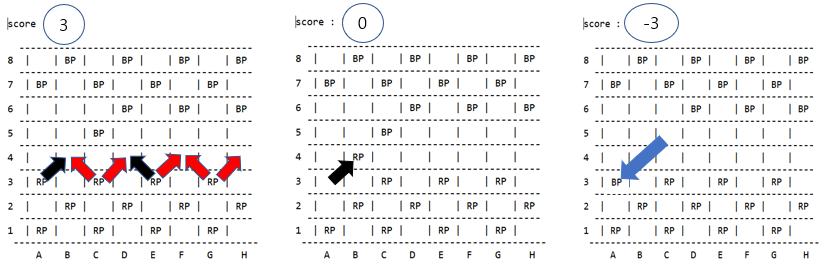 score 3
8 | | BP | | BP | | BP | | BP
7 | BP | | BP | | BP | | BP |
6 | | | | BP | | BP | | BP
5 | | | BP | | | | |
4 | | | | | | | |
3 | RP | | RP | | RP | | RP |
2 | | RP | | RP | | RP | | RP
1 | RP | | RP | | RP | | RP |
A B C D E F G H
score : 0
8 | | BP | | BP | | BP | | BP
7 | BP | | BP | | BP | | BP |
6 | | | | BP | | BP | | BP
5 | | | BP | | | | |
4 | | RP | | | | | |
3 | | | RP | | RP | | RP |
2 | | RP | | RP | | RP | | RP
1 | RP | | RP | | RP | | RP |
A B C D E F G H
score : -3
8 | | BP | | BP | | BP | | BP
7 | BP | | BP | | BP | | BP |
6 | | | | BP | | BP | | BP
5 | | | | | | | |
4 | | | | | | | |
3 | BP | | RP | | RP | | RP |
2 | | RP | | RP | | RP | | RP
1 | RP | | RP | | RP | | RP |
A B C D E F G H